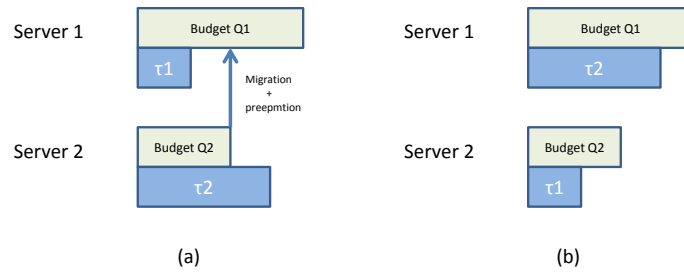 Server 1
Budget Q1
τ1
Migration
+
preepmtion
Server 2
Budget Q2
τ2
(a)
Server 1
Budget Q1
τ2
Server 2
Budget Q2
τ1
(b)